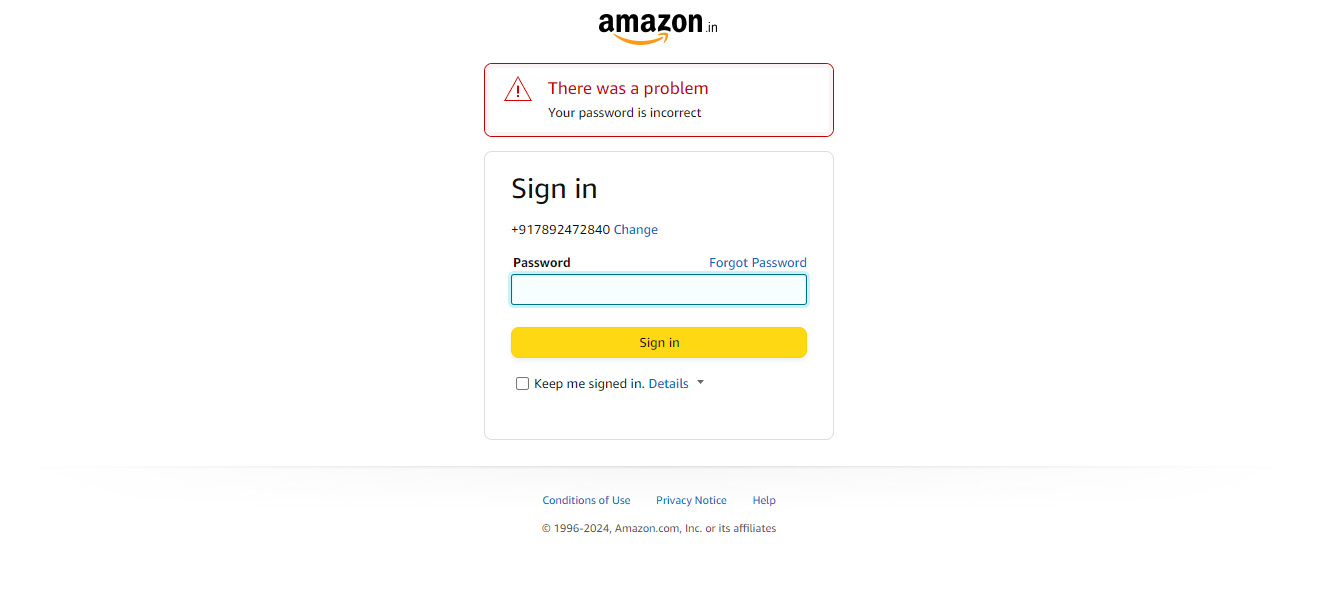 amazon.in
There was a problem
Your password is incorrect
Sign in
+917892472840 Change
Password Forgot Password
Sign in
Keep me signed in. Details
Conditions of Use Privacy Notice Help
© 1996-2024, Amazon.com, Inc. or its affiliates